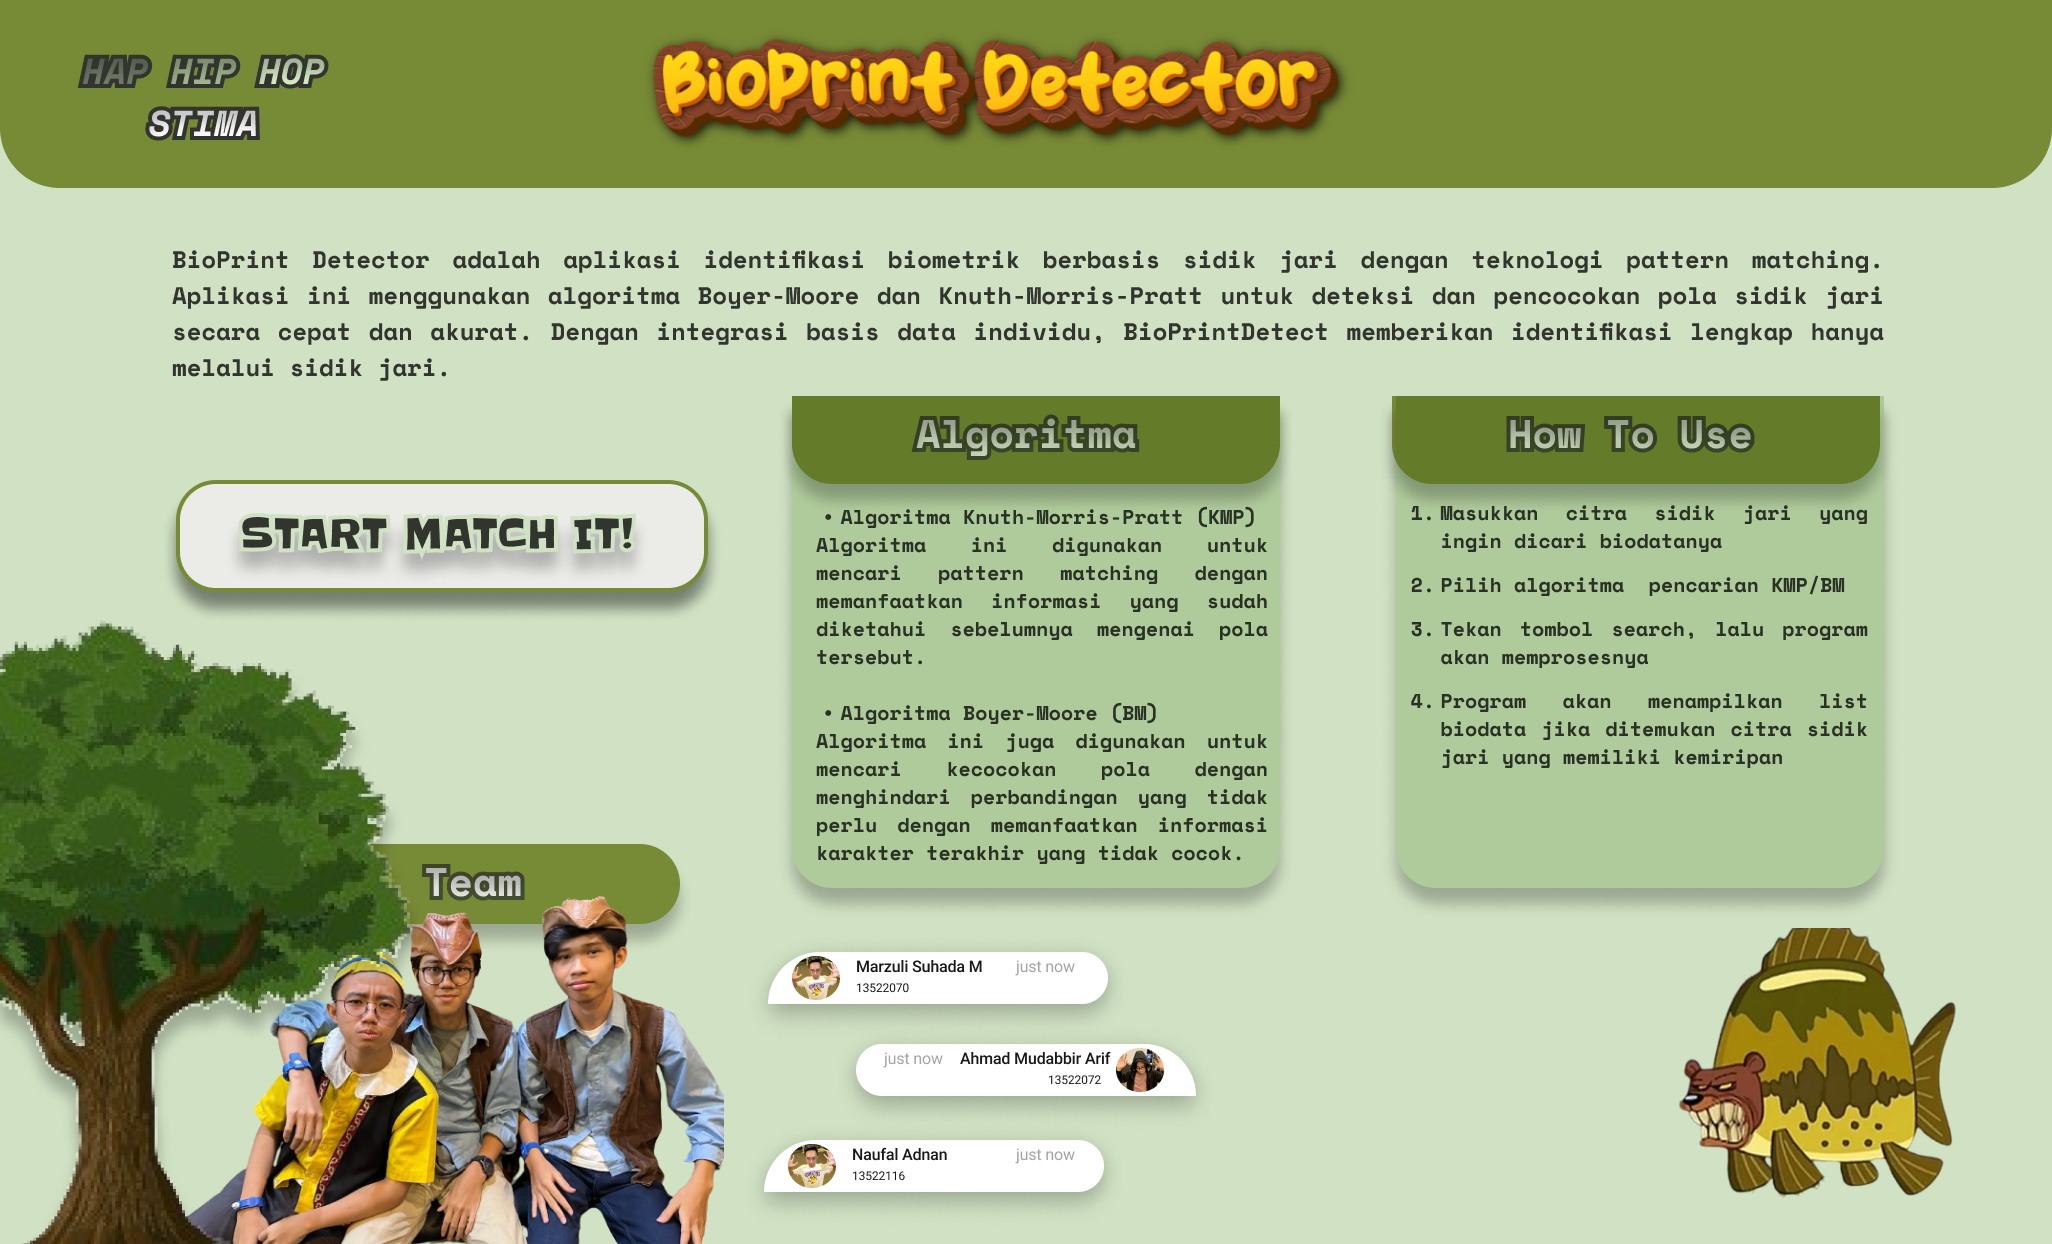 HAP HIP HOP
STIMA
BioPrint Detector
BioPrint Detector adalah aplikasi identifikasi biometrik berbasis sidik jari dengan teknologi pattern matching.
Aplikasi ini menggunakan algoritma Boyer-Moore dan Knuth-Morris-Pratt untuk deteksi dan pencocokan pola sidik jari
secara cepat dan akurat. Dengan integrasi basis data individu, BioPrintDetect memberikan identifikasi lengkap hanya
melalui sidik jari.
START MATCH IT!
Algoritma
• Algoritma Knuth-Morris-Pratt (KMP)
Algoritma ini digunakan untuk
mencari pattern matching dengan
memanfaatkan informasi yang sudah
diketahui sebelumnya mengenai pola
tersebut.
• Algoritma Boyer-Moore (BM)
Algoritma ini juga digunakan untuk
mencari kecocokan pola dengan
menghindari perbandingan yang tidak
perlu dengan memanfaatkan informasi
karakter terakhir yang tidak cocok.
How To Use
1. Masukkan citra sidik jari yang
ingin dicari biodatanya
2. Pilih algoritma pencarian KMP/BM
3. Tekan tombol search, lalu program
akan memprosesnya
4. Program akan menampilkan list
biodata jika ditemukan citra sidik
jari yang memiliki kemiripan
Team
Marzuli Suhada M just now
13522070
just now Ahmad Mudabbir Arif
13522072
Naufal Adnan just now
13522116